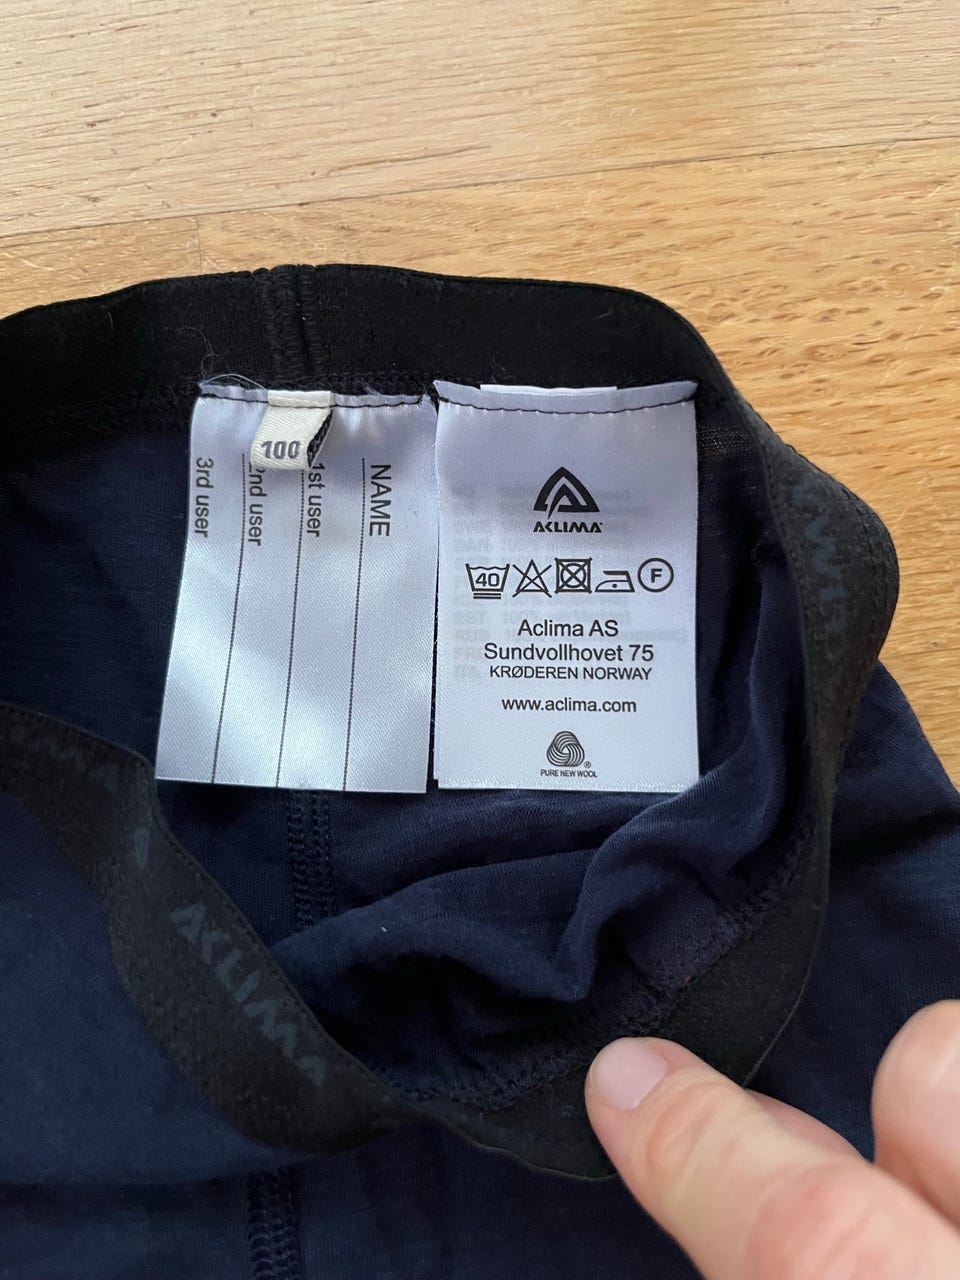 100
NAME
1st user
2nd user
3rd user
ACLIMA
40
F
Aclima AS
Sundvollhovet 75
KRØDEREN NORWAY
www.aclima.com
®
PURE NEW WOOL
ACLIMA